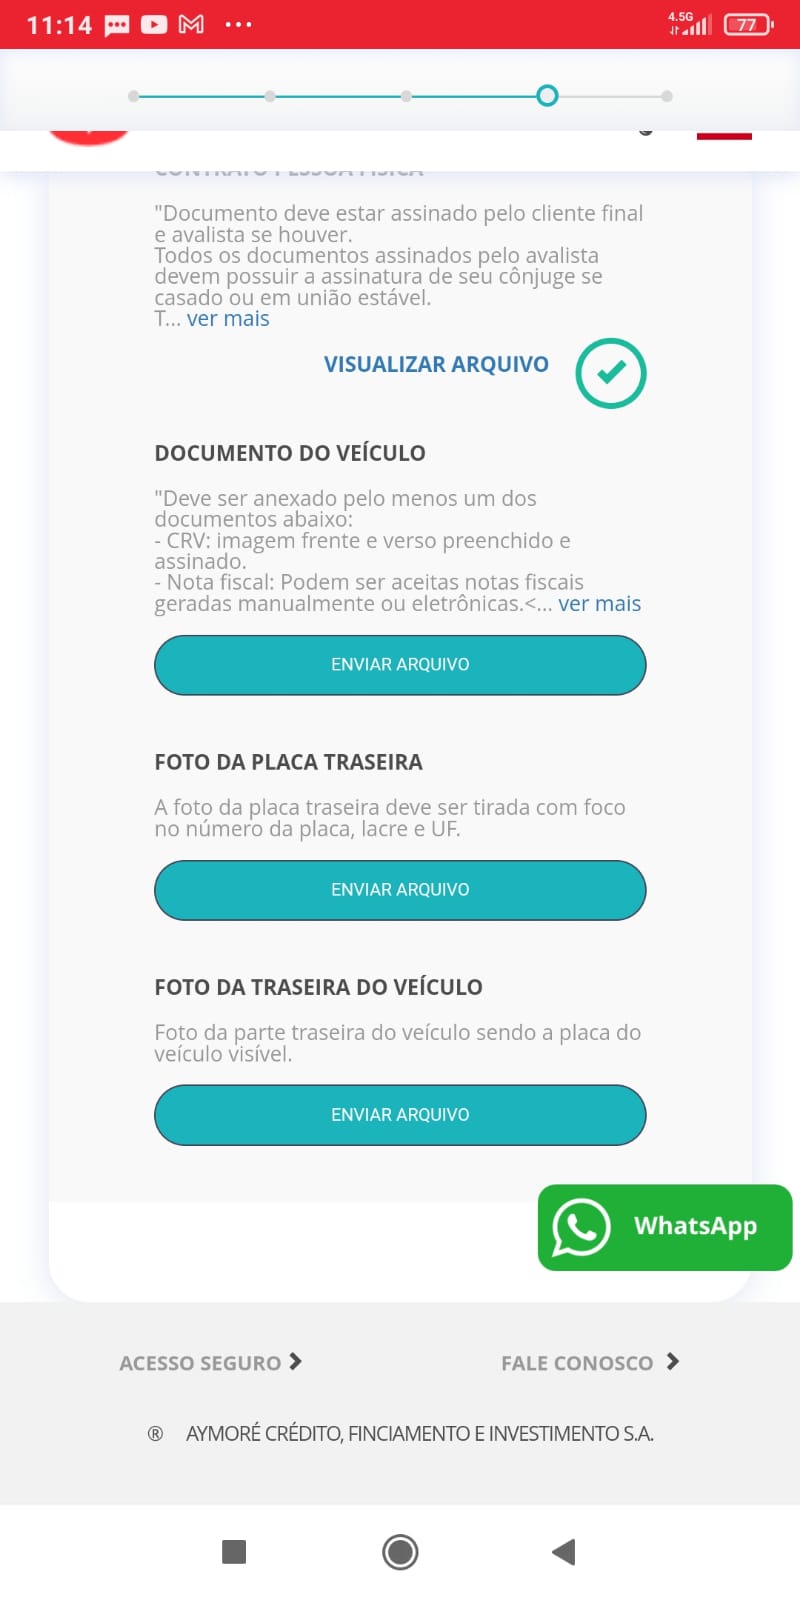 11:14
4.5G
77
CONTRATO PESSOA FÍSICA
"Documento deve estar assinado pelo cliente final
e avalista se houver.
Todos os documentos assinados pelo avalista
devem possuir a assinatura de seu cônjuge se
casado ou em união estável.
T... ver mais
VISUALIZAR ARQUIVO
DOCUMENTO DO VEÍCULO
"Deve ser anexado pelo menos um dos
documentos abaixo:
- CRV: imagem frente e verso preenchido e
assinado.
- Nota fiscal: Podem ser aceitas notas fiscais
geradas manualmente ou eletrônicas.<... ver mais
ENVIAR ARQUIVO
FOTO DA PLACA TRASEIRA
A foto da placa traseira deve ser tirada com foco
no número da placa, lacre e UF.
ENVIAR ARQUIVO
FOTO DA TRASEIRA DO VEÍCULO
Foto da parte traseira do veículo sendo a placa do
veículo visível.
ENVIAR ARQUIVO
WhatsApp
ACESSO SEGURO
FALE CONOSCO
® AYMORÉ CRÉDITO, FINCIAMENTO E INVESTIMENTO S.A.